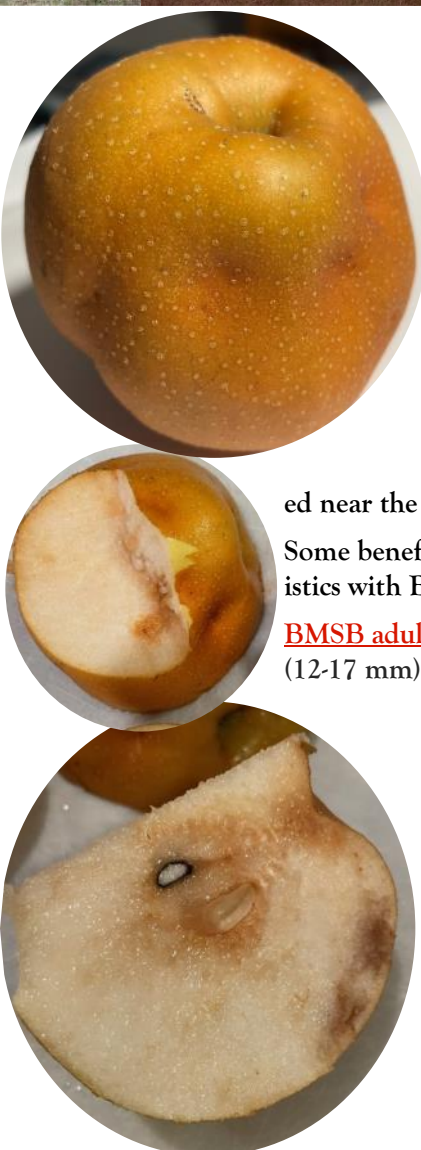 ed near the
Some benef
istics with
BMSB adul
(12-17 mm)